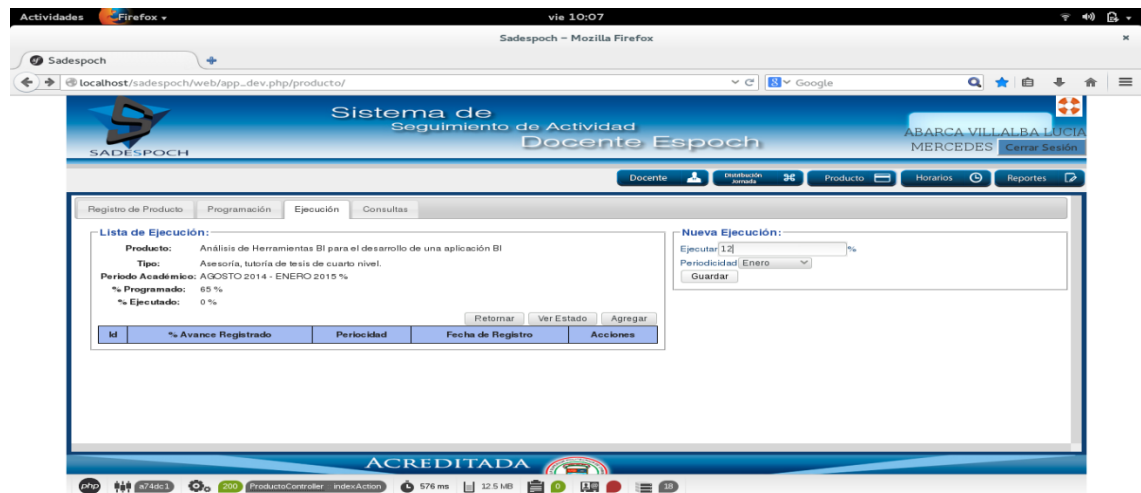 Actividades Firefox vie 10:07
Sadespoch – Mozilla Firefox
Sadespoch
localhost/sadespoch/web/app_dev.php/producto/ Google
Sistema de
Seguimiento de Actividad
Docente Espoch
SADESPOCH
ABARCA VILLALBA LUCIA
MERCEDES Cerrar Sesión
Docente Distribución Jornada Producto Horarios Reportes
Registro de Producto Programación Ejecución Consultas
Lista de Ejecución:
Producto: Análisis de Herramientas BI para el desarrollo de una aplicación BI
Tipo: Asesoría, tutoría de tesis de cuarto nivel.
Periodo Académico: AGOSTO 2014 - ENERO 2015 %
% Programado: 65 %
% Ejecutado: 0 %
Retornar Ver Estado Agregar
Id % Avance Registrado Periocidad Fecha de Registro Acciones
Nueva Ejecución:
Ejecutar 12 %
Periodicidad Enero
Guardar
ACREDITADA
php a74dc1 200 ProductoController indexAction 576 ms 12.5 MB 0 18